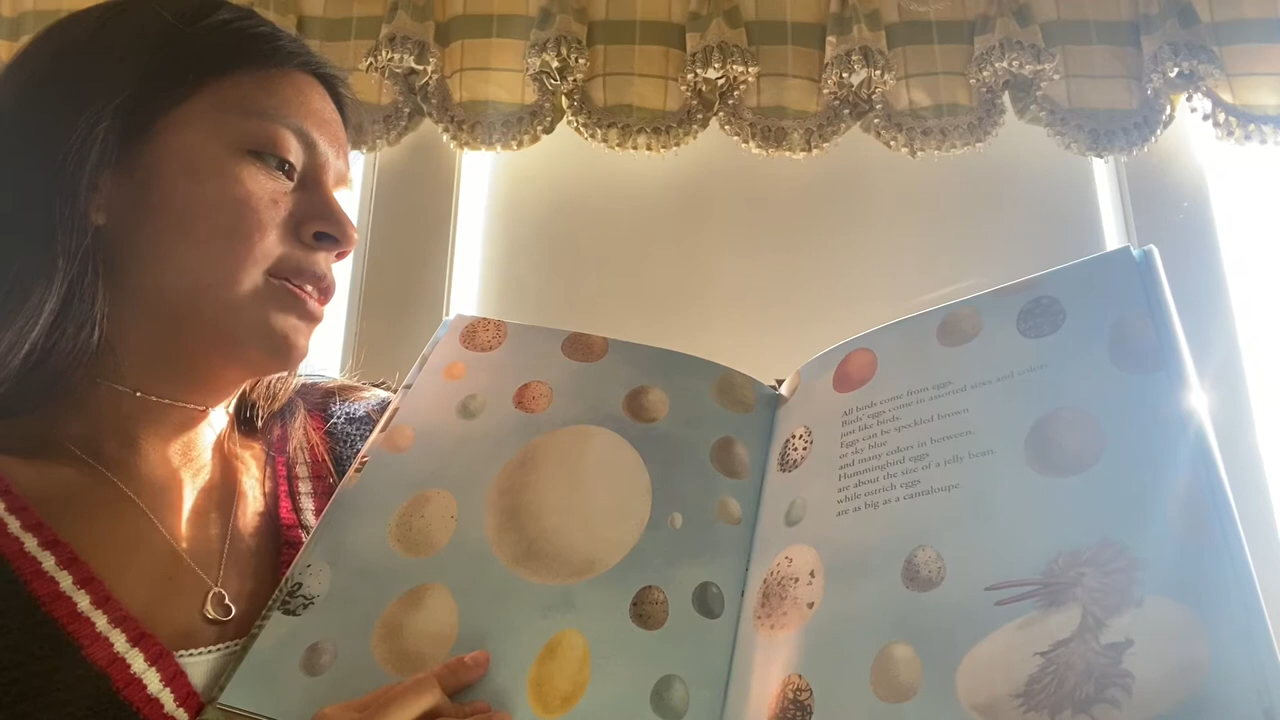 All birds come from eggs.
Birds' eggs come in assorted sizes and colors
just like birds.
Eggs can be speckled brown
or sky blue
and many colors in between.
Hummingbird eggs
are about the size of a jelly bean,
while ostrich eggs
are as big as a cantaloupe.